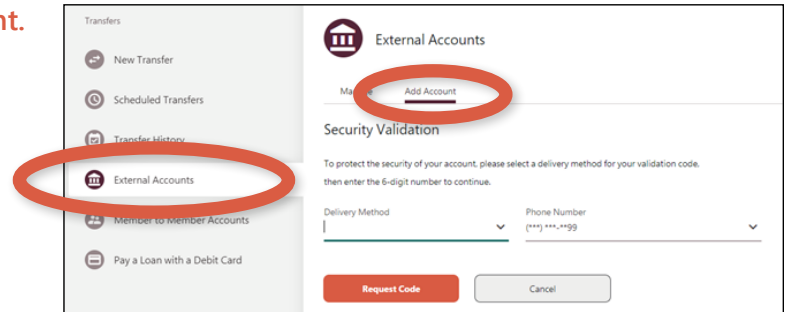 nt.
Transfers
New Transfer
Scheduled Transfers
Transfer History
External Accounts
Member to Member Accounts
Pay a Loan with a Debit Card
External Accounts
Add Account
Security Validation
To protect the security of your account, please select a delivery method for your validation code,
then enter the 6-digit number to continue.
Delivery Method
Phone Number
(***) ***-**99
Request Code
Cancel